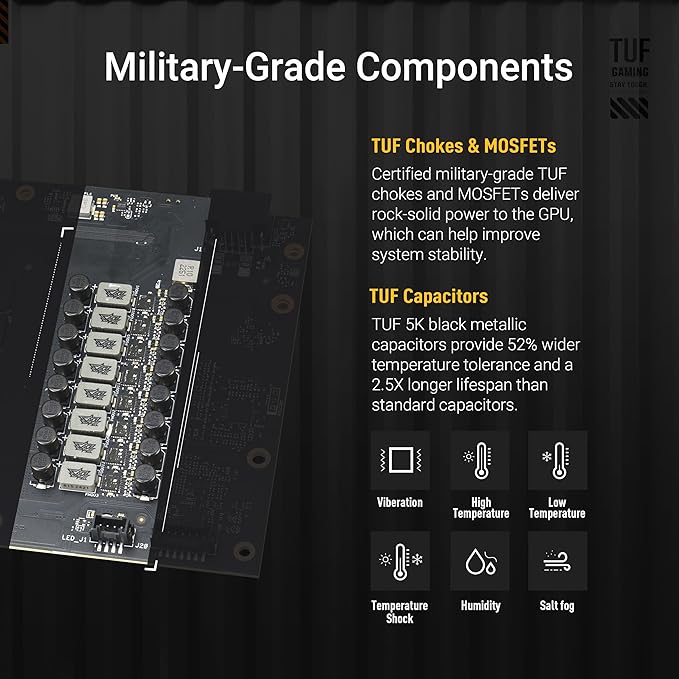 TUF
GAMING
STAY TOUGH
Military-Grade Components
TUF Chokes & MOSFETs
Certified military-grade TUF
chokes and MOSFETs deliver
rock-solid power to the GPU,
which can help improve
system stability.
TUF Capacitors
TUF 5K black metallic
capacitors provide 52% wider
temperature tolerance and a
2.5X longer lifespan than
standard capacitors.
Viberation
High
Temperature
Low
Temperature
Temperature
Shock
Humidity
Salt fog
J1
R10
LED_J1
J20